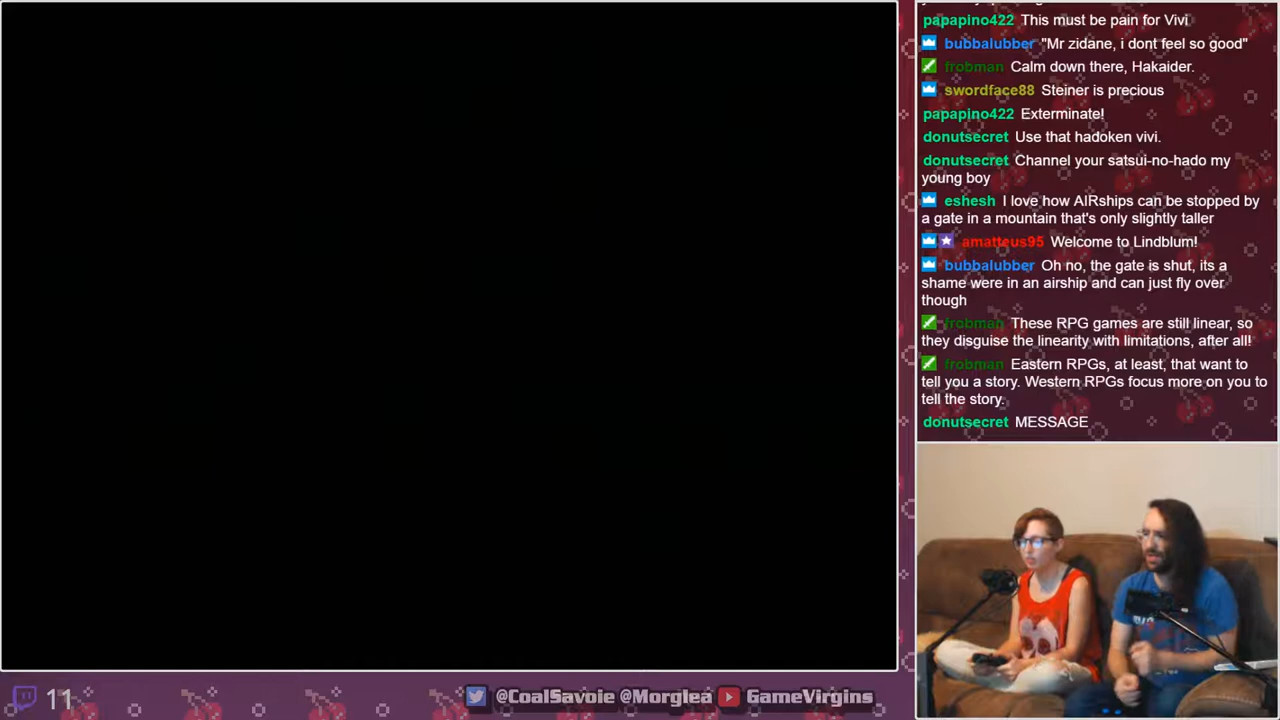 papapino422 This must be pain for Vivi
bubbalubber "Mr zidane, i dont feel so good"
frobman Calm down there, Hakaider.
swordface88 Steiner is precious
papapino422 Exterminate!
donutsecret Use that hadoken vivi.
donutsecret Channel your satsui-no-hado my
young boy
eshesh I love how AIRships can be stopped by
a gate in a mountain that's only slightly taller
amatteus95 Welcome to Lindblum!
bubbalubber Oh no, the gate is shut, its a
shame were in an airship and can just fly over
though
frobman These RPG games are still linear, so
they disguise the linearity with limitations, after all!
frobman Eastern RPGs, at least, that want to
tell you a story. Western RPGs focus more on you to
tell the story.
donutsecret MESSAGE
11 @CoalSavoie @Morglea GameVirgins